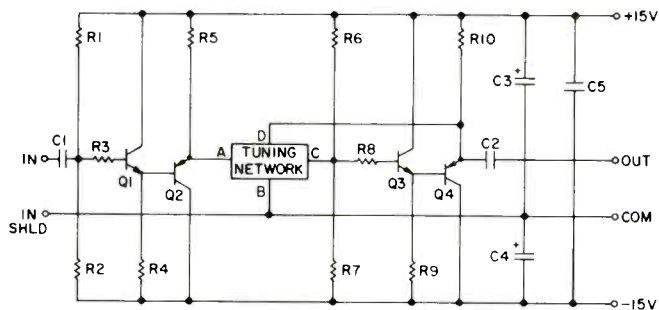 +15V
R1
R5
R6
R10
C3
+
C5
C1
IN
R3
Q1
Q2
A
D
TUNING
NETWORK
C
B
R8
Q3
Q4
C2
OUT
IN
SHLD
COM
R2
R4
R7
R9
C4
+
-15V